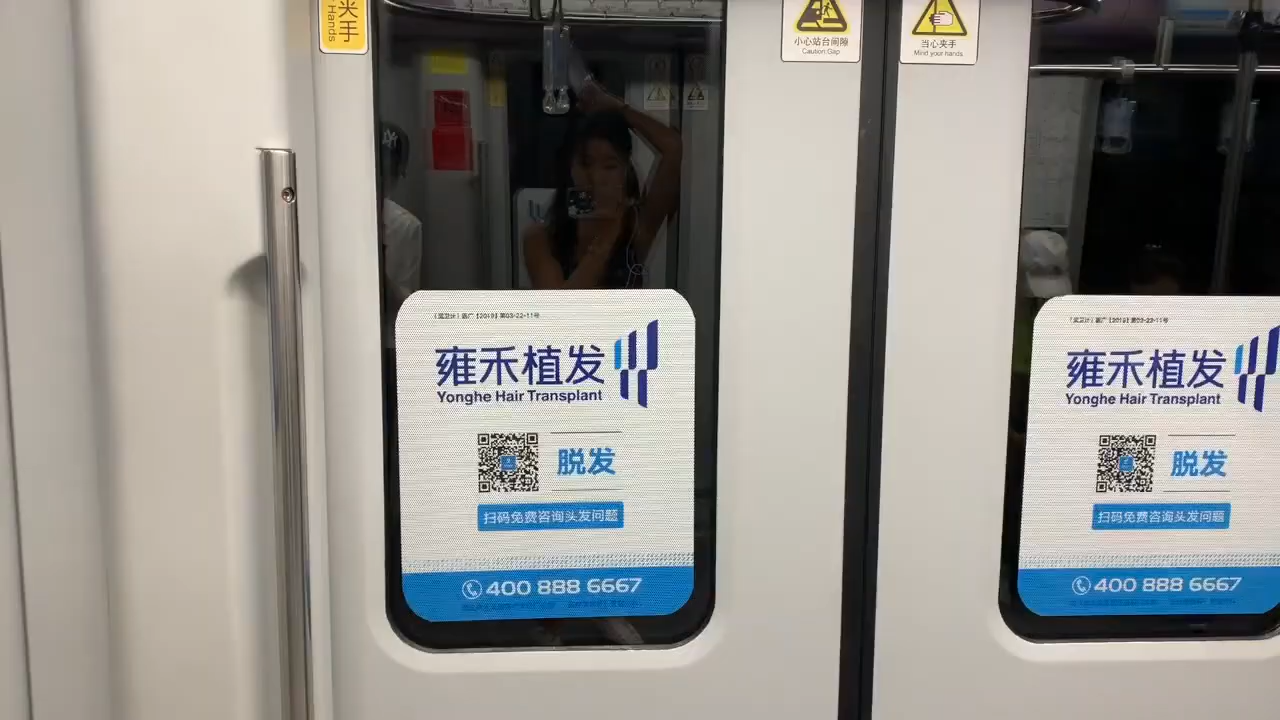 夹手
Hands
小心站台间隙
Caution Gap
当心夹手
Mind your hands
雍禾植发
Yonghe Hair Transplant
脱发
扫码免费咨询头发问题
400 888 6667
雍禾植发
Yonghe Hair Transplant
脱发
扫码免费咨询头发问题
400 888 6667